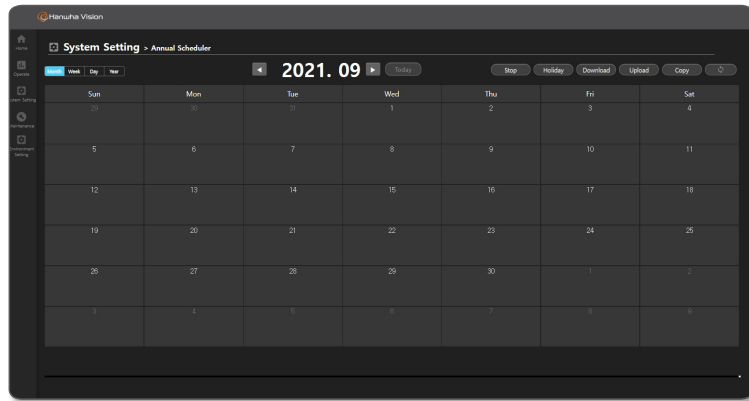 Hanwha Vision
Home
Operate
System Setting
Maintenance
Environment
Setting
System Setting > Annual Scheduler
Month Week Day Year
2021. 09
Today
Stop Holiday Download Upload Copy
Sun Mon Tue Wed Thu Fri Sat
29 30 31 1 2 3 4
5 6 7 8 9 10 11
12 13 14 15 16 17 18
19 20 21 22 23 24 25
26 27 28 29 30 1 2
3 4 5 6 7 8 9